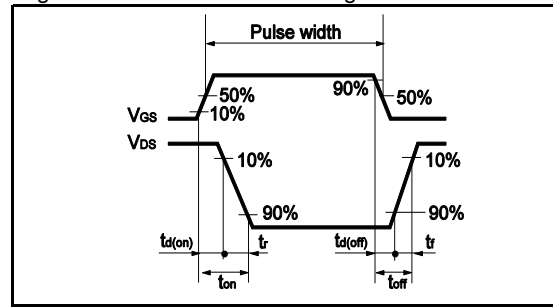 Pulse width
90%
50%
50%
10%
VGS
VDS
10%
10%
90%
90%
td(on)
tr
td(off)
tf
ton
toff